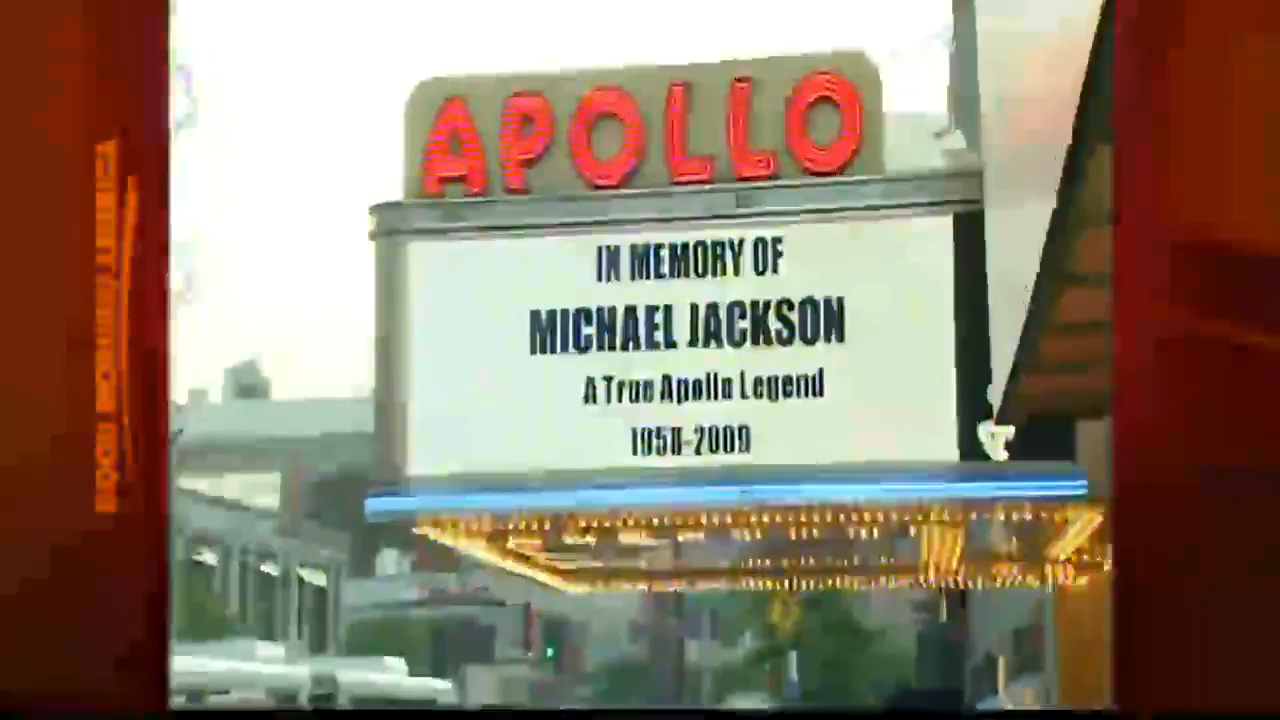 APOLLO
IN MEMORY OF
MICHAEL JACKSON
A True Apollo Legend
1958-2009